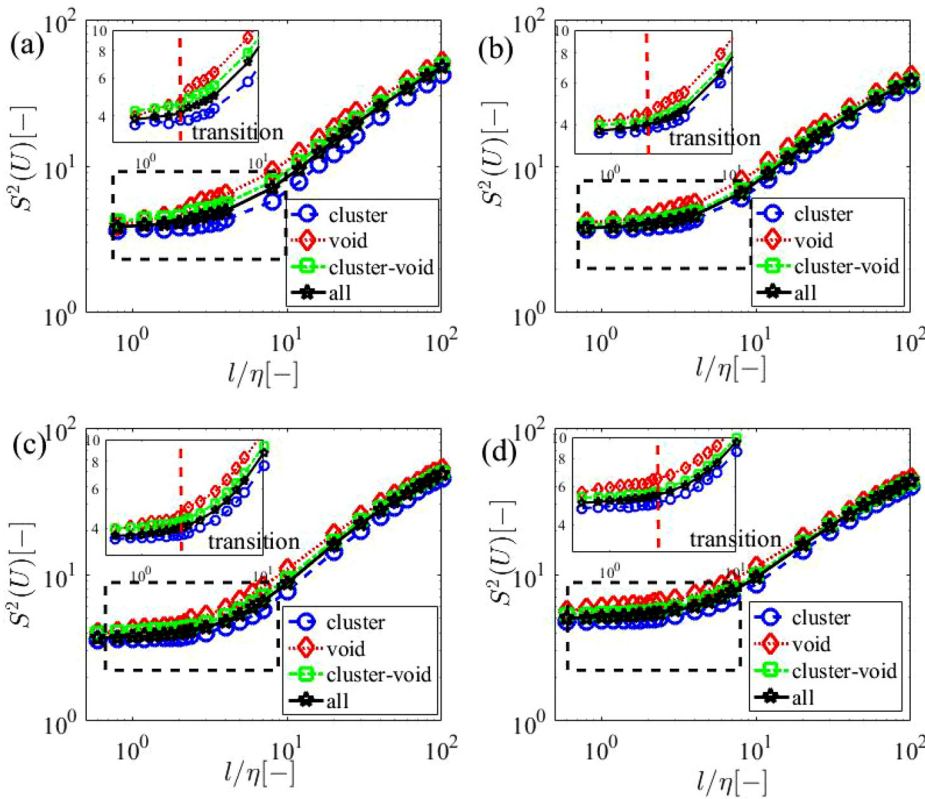 (a)
10^2
10^1
10^0
S^2(U)[−]
10
8
6
4
10^0
10^1
transition
cluster
void
cluster-void
all
10^0
10^1
10^2
l/η[−]
(b)
10^2
10^1
10^0
S^2(U)[−]
10
8
6
4
10^0
10^1
transition
cluster
void
cluster-void
all
10^0
10^1
10^2
l/η[−]
(c)
10^2
10^1
10^0
S^2(U)[−]
10
8
6
4
10^0
10^1
transition
cluster
void
cluster-void
all
10^0
10^1
10^2
l/η[−]
(d)
10^2
10^1
10^0
S^2(U)[−]
10
8
6
4
10^0
10^1
transition
cluster
void
cluster-void
all
10^0
10^1
10^2
l/η[−]